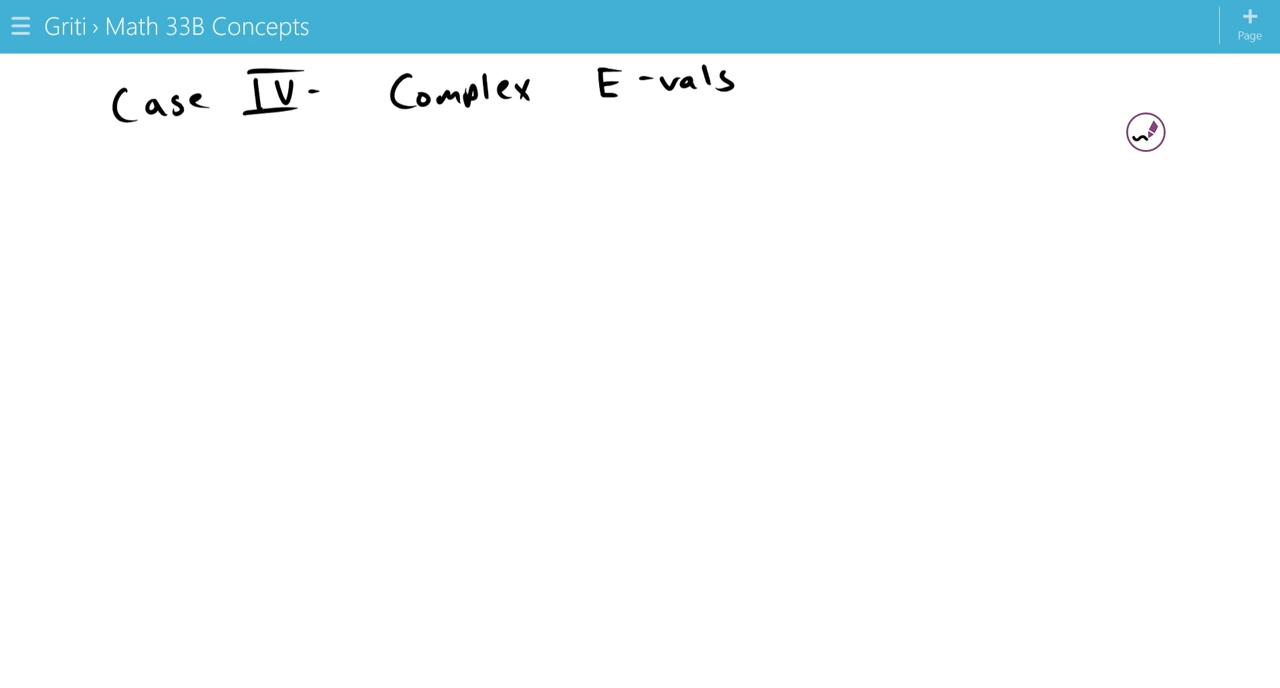 Griti › Math 33B Concepts
Page
Case IV- Complex E-vals